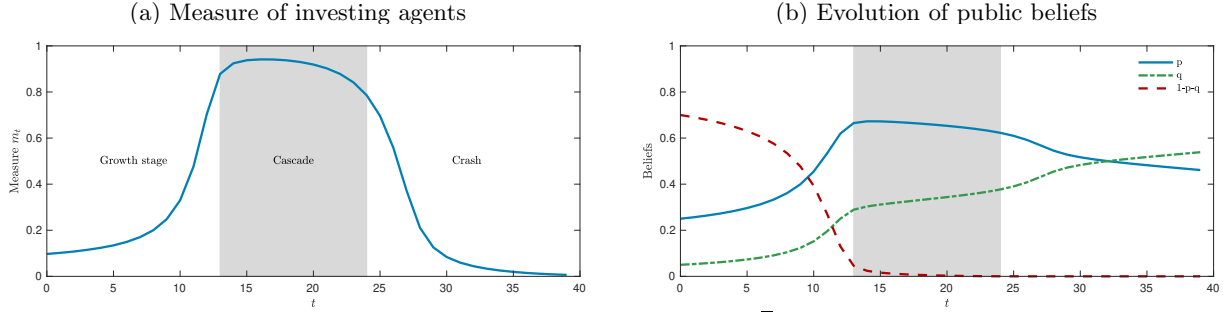 (a) Measure of investing agents
1
0.8
0.6
0.4
0.2
0
Measure m_t
Growth stage
Cascade
Crash
0 5 10 15 20 25 30 35 40
t
(b) Evolution of public beliefs
1
0.8
0.6
0.4
0.2
0
Beliefs
p
q
1-p-q
0 5 10 15 20 25 30 35 40
t